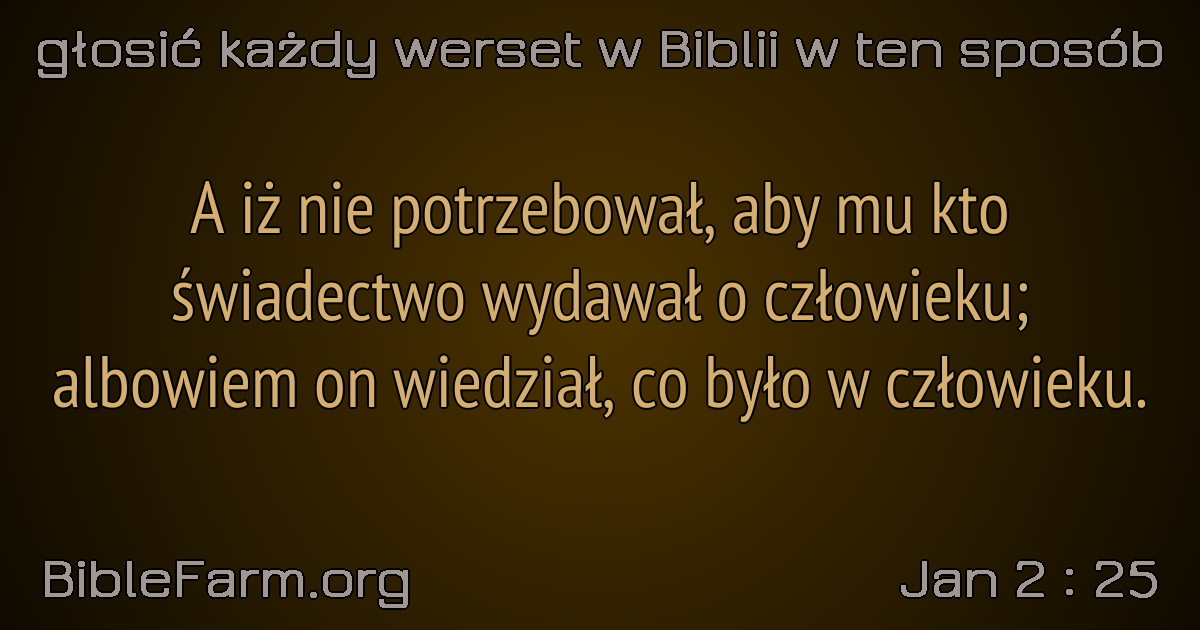 głosić każdy werset w Biblii w ten sposób
A iż nie potrzebował, aby mu kto
świadectwo wydawał o człowieku;
albowiem on wiedział, co było w człowieku.
BibleFarm.org
Jan 2 : 25